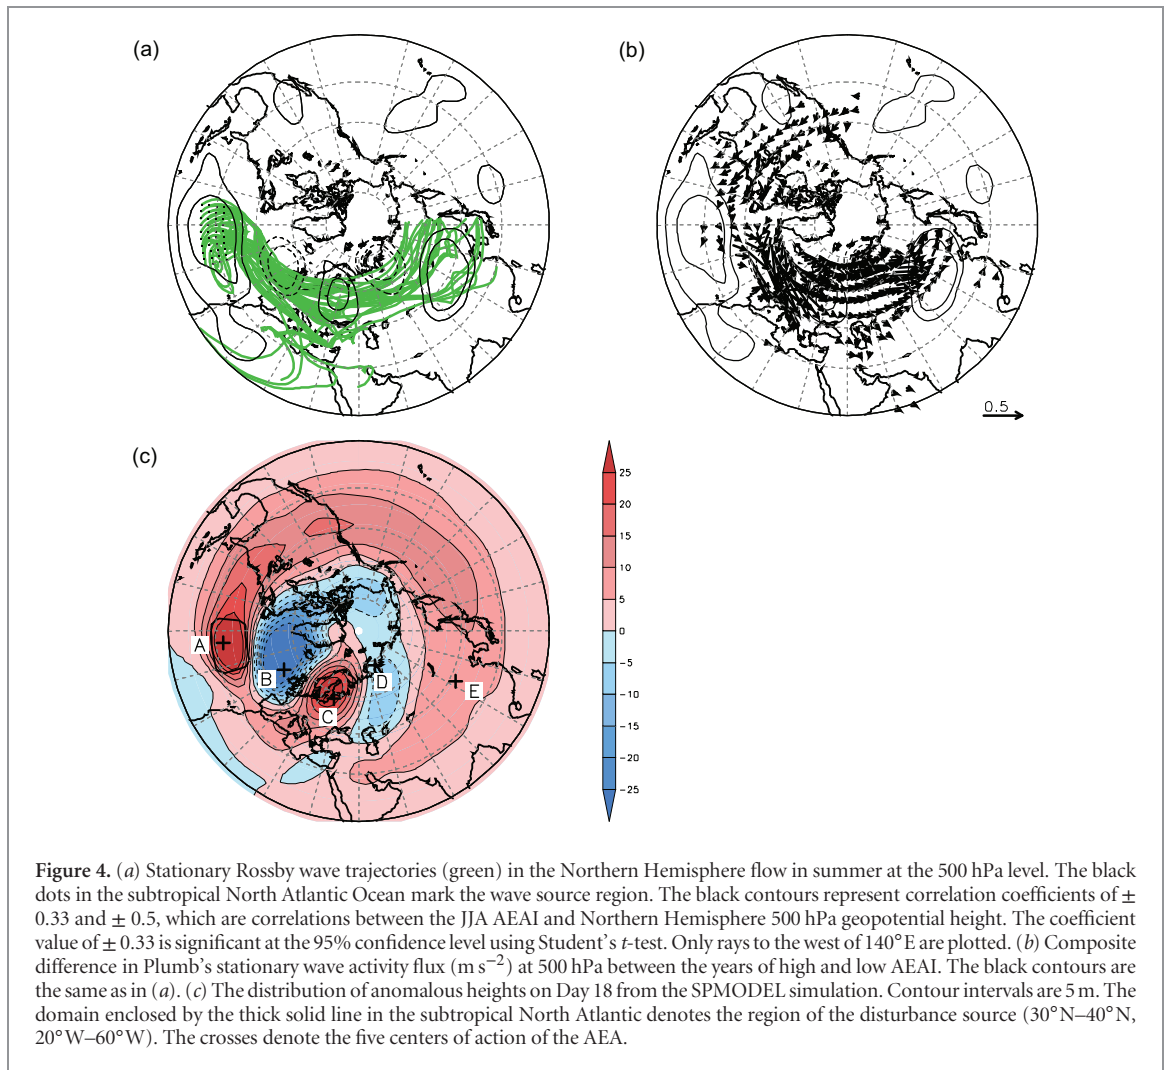 (a)
(b)
0.5
(c)
25
20
15
10
5
0
−5
−10
−15
−20
−25
A
B
C
D
E
Figure 4. (a) Stationary Rossby wave trajectories (green) in the Northern Hemisphere flow in summer at the 500 hPa level. The black
dots in the subtropical North Atlantic Ocean mark the wave source region. The black contours represent correlation coefficients of ±
0.33 and ± 0.5, which are correlations between the JJA AEAI and Northern Hemisphere 500 hPa geopotential height. The coefficient
value of ± 0.33 is significant at the 95% confidence level using Student's t-test. Only rays to the west of 140°E are plotted. (b) Composite
difference in Plumb's stationary wave activity flux (m s⁻²) at 500 hPa between the years of high and low AEAI. The black contours are
the same as in (a). (c) The distribution of anomalous heights on Day 18 from the SPMODEL simulation. Contour intervals are 5 m. The
domain enclosed by the thick solid line in the subtropical North Atlantic denotes the region of the disturbance source (30°N–40°N,
20°W–60°W). The crosses denote the five centers of action of the AEA.